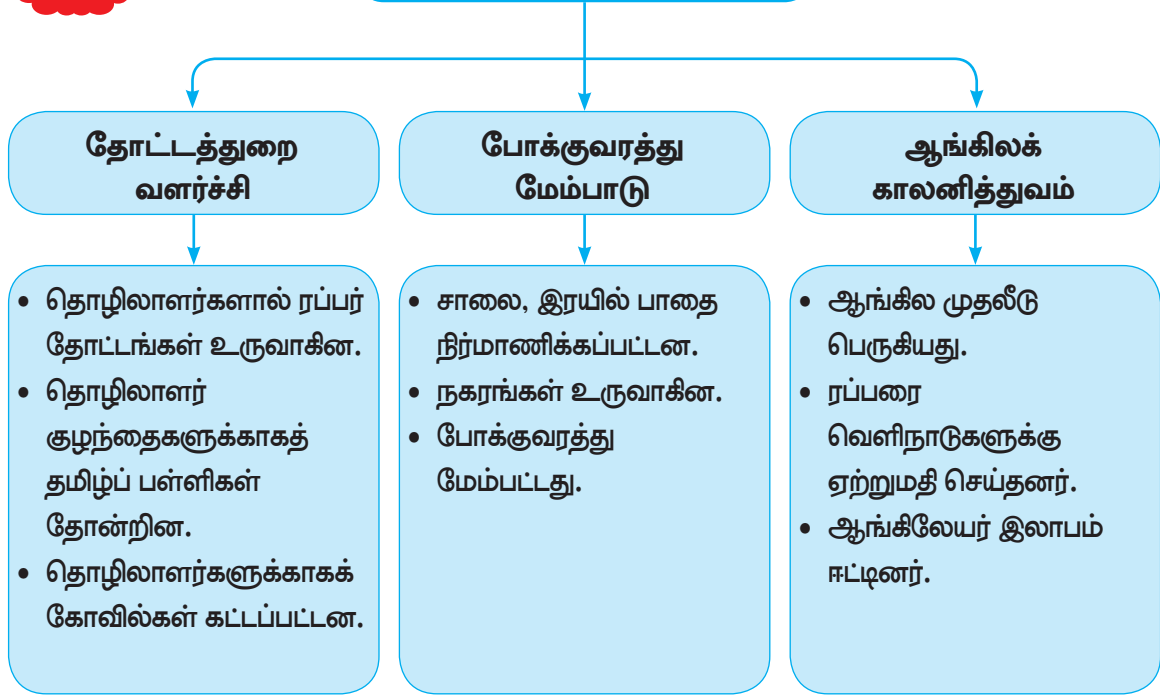 தோட்டத்துறை
வளர்ச்சி
போக்குவரத்து
மேம்பாடு
ஆங்கிலக்
காலனித்துவம்
• தொழிலாளர்களால் ரப்பர்
தோட்டங்கள் உருவாகின.
• தொழிலாளர்
குழந்தைகளுக்காகத்
தமிழ்ப் பள்ளிகள்
தோன்றின.
• தொழிலாளர்களுக்காகக்
கோவில்கள் கட்டப்பட்டன.
• சாலை, இரயில் பாதை
நிர்மாணிக்கப்பட்டன.
• நகரங்கள் உருவாகின.
• போக்குவரத்து
மேம்பட்டது.
• ஆங்கில முதலீடு
பெருகியது.
• ரப்பரை
வெளிநாடுகளுக்கு
ஏற்றுமதி செய்தனர்.
• ஆங்கிலேயர் இலாபம்
ஈட்டினர்.